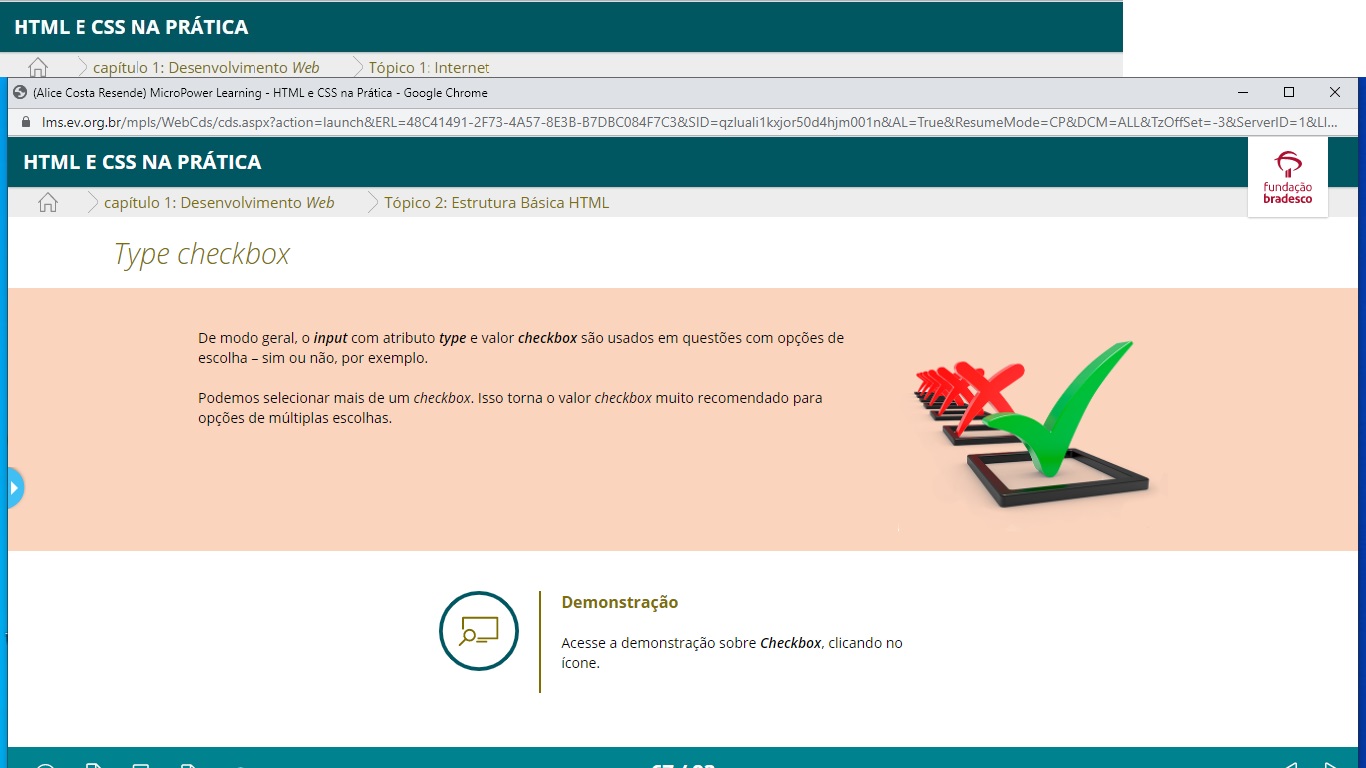 HTML E CSS NA PRÁTICA
capítulo 1: Desenvolvimento Web
Tópico 1: Internet
(Alice Costa Resende) MicroPower Learning - HTML e CSS na Prática - Google Chrome
lms.ev.org.br/mpls/WebCds/cds.aspx?action=launch&ERL=48C41491-2F73-4A57-8E3B-B7DBC084F7C3&SID=qzluali1kxjor50d4hjm001n&AL=True&ResumeMode=CP&DCM=ALL&TzOffSet=-3&ServerID=1&LI...
HTML E CSS NA PRÁTICA
fundação
bradesco
capítulo 1: Desenvolvimento Web
Tópico 2: Estrutura Básica HTML
Type checkbox
De modo geral, o input com atributo type e valor checkbox são usados em questões com opções de
escolha – sim ou não, por exemplo.
Podemos selecionar mais de um checkbox. Isso torna o valor checkbox muito recomendado para
opções de múltiplas escolhas.
Demonstração
Acesse a demonstração sobre Checkbox, clicando no
ícone.